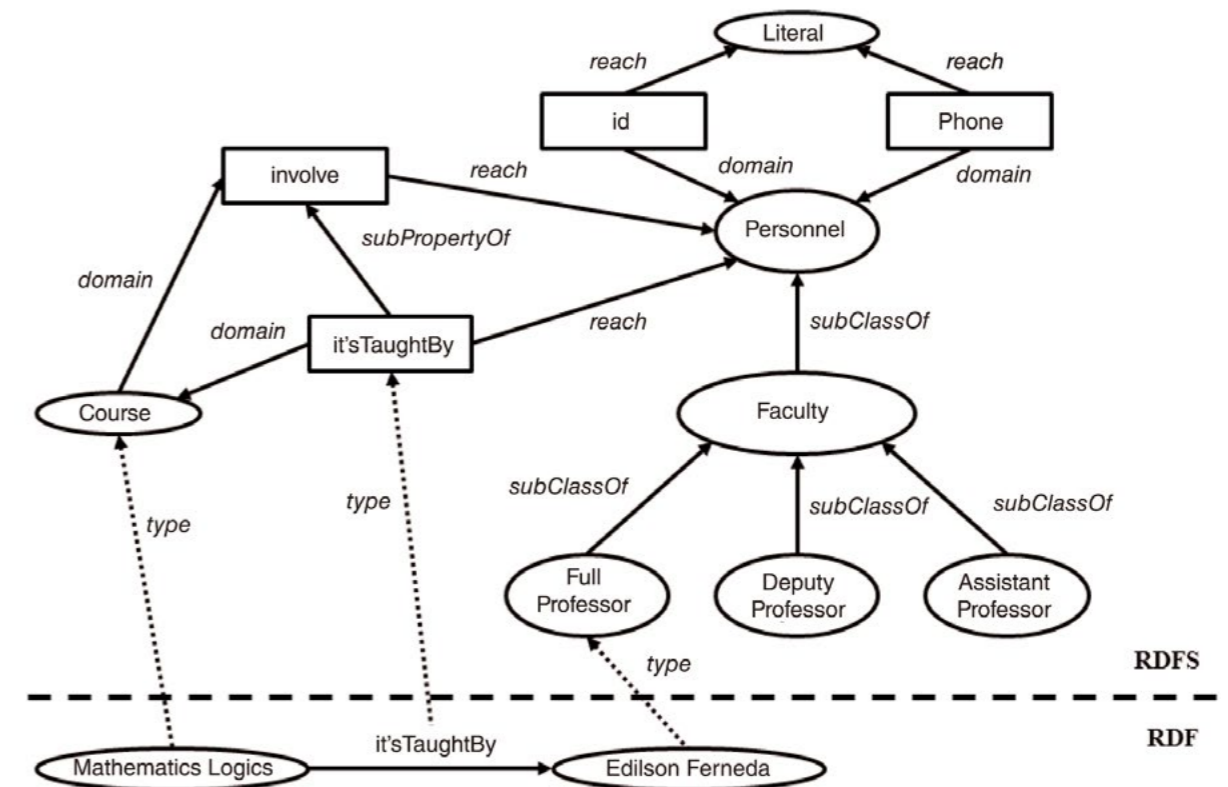 Literal
reach
reach
id
Phone
involve
reach
domain
domain
Personnel
subPropertyOf
domain
domain
reach
subClassOf
it'sTaughtBy
Course
Faculty
type
type
subClassOf
subClassOf
subClassOf
Full
Professor
Deputy
Professor
Assistant
Professor
type
RDFS
RDF
it'sTaughtBy
Mathematics Logics
Edilson Ferneda